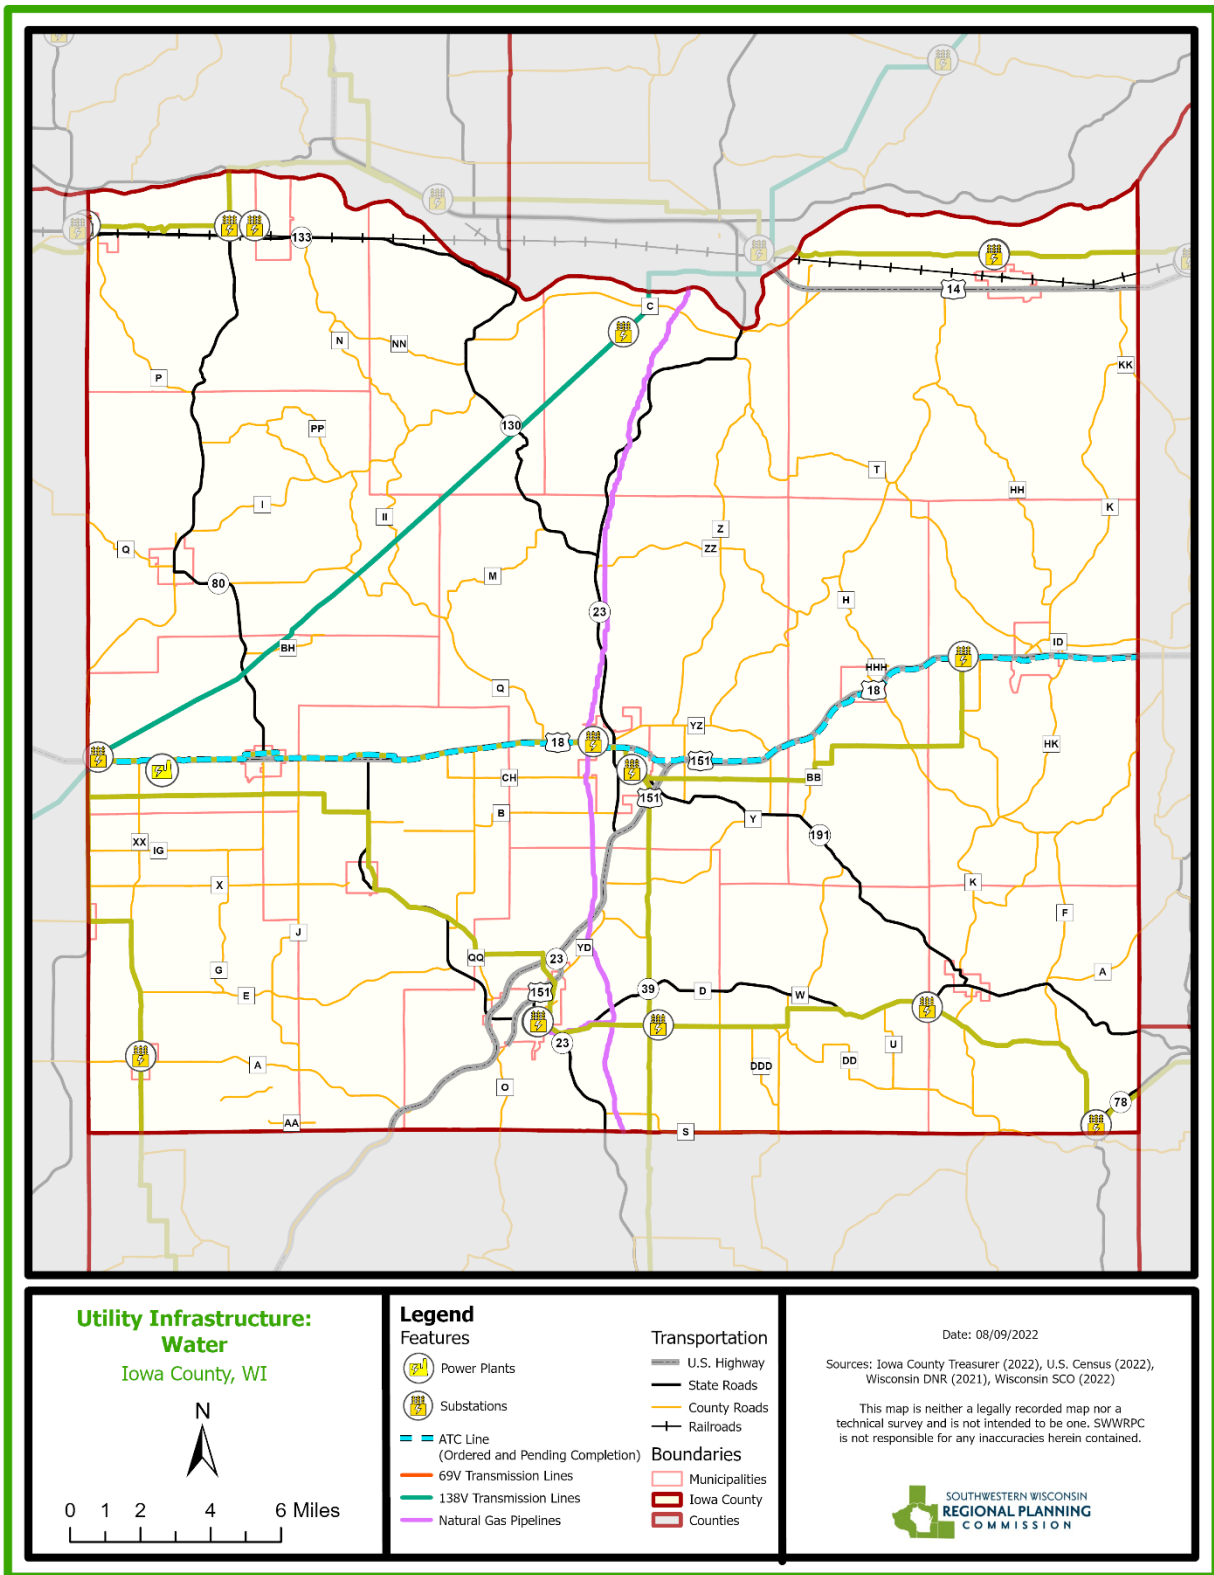 133
14
C
N
NN
KK
P
130
PP
T
HH
I
K
II
Z
Q
ZZ
M
80
H
23
BH
ID
HHH
Q
18
YZ
18
HK
151
CH
BB
151
B
Y
191
XX
IG
X
K
F
J
YD
QQ
23
G
A
39
D
W
E
151
23
U
A
DDD
DD
O
78
AA
S
Utility Infrastructure:
Water
Iowa County, WI
N
0 1 2 4 6 Miles
Legend
Features
Power Plants
Substations
ATC Line
(Ordered and Pending Completion)
69V Transmission Lines
138V Transmission Lines
Natural Gas Pipelines
Transportation
U.S. Highway
State Roads
County Roads
Railroads
Boundaries
Municipalities
Iowa County
Counties
Date: 08/09/2022
Sources: Iowa County Treasurer (2022), U.S. Census (2022),
Wisconsin DNR (2021), Wisconsin SCO (2022)
This map is neither a legally recorded map nor a
technical survey and is not intended to be one. SWWRPC
is not responsible for any inaccuracies herein contained.
SOUTHWESTERN WISCONSIN
REGIONAL PLANNING
COMMISSION